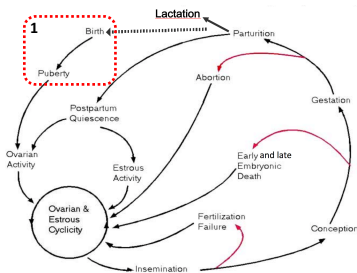 Lactation
1
Birth
Parturition
Puberty
Abortion
Postpartum
Quiescence
Gestation
Ovarian
Activity
Estrous
Activity
Early and late
Embryonic
Death
Ovarian &
Estrous
Cyclicity
Fertilization
Failure
Conception
Insemination